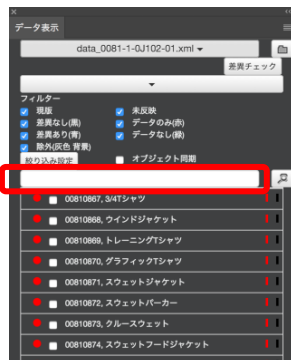 データ表示
data_0081-1-0J102-01.xml
差異チェック
フィルター
現版 未反映
差異なし(黒) データのみ(赤)
差異あり(青) データなし(緑)
除外(灰色 背景)
絞り込み設定 オブジェクト同期
00810867, 3/4Tシャツ
00810868, ウインドジャケット
00810869, トレーニングTシャツ
00810870, グラフィックTシャツ
00810871, スウェットジャケット
00810872, スウェットパーカー
00810873, クルースウェット
00810874, スウェットフードジャケット